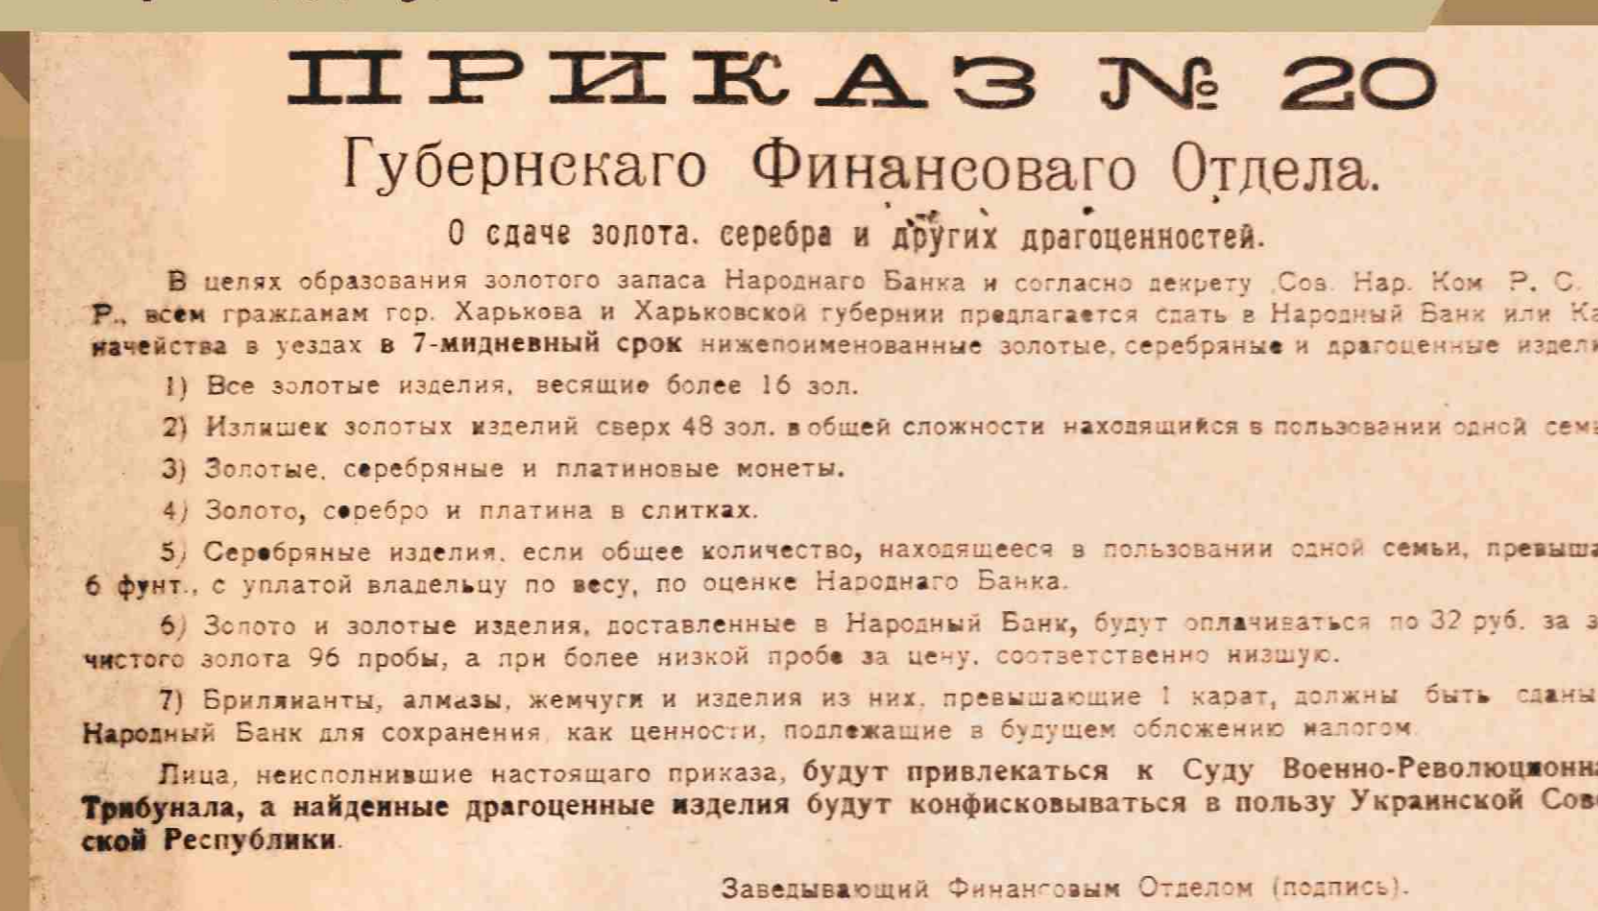 ПРИКАЗ № 20
Губернскаго Финансоваго Отдела.
О сдаче золота. серебра и других драгоценностей.
В целях образования золотого запаса Народнаго Банка и согласно декрету Сов. Нар. Ком Р. С.
Р., всем гражданам гор. Харькова и Харьковской губернии предлагается сдать в Народный Банк или Каз
начейства в уездах в 7-мидневный срок нижепоименованные золотые, серебряные и драгоценные издели
1) Все золотые изделия, весящие более 16 зол.
2) Излишек золотых изделий сверх 48 зол. в общей сложности находящийся в пользовании одной семь
3) Золотые, серебряные и платиновые монеты.
4) Золото, серебро и платина в слитках.
5) Серебряные изделия, если общее количество, находящееся в пользовании одной семьи, превыша
6 фунт., с уплатой владельцу по весу, по оценке Народнаго Банка.
6) Золото и золотые изделия, доставленные в Народный Банк, будут оплачиваться по 32 руб. за з
чистого золота 96 пробы, а при более низкой пробе за цену, соответственно низшую.
7) Бриллианты, алмазы, жемчуги и изделия из них, превышающие 1 карат, должны быть сданы
Народный Банк для сохранения, как ценности, подлежащие в будущем обложению налогом.
Лица, неисполнившие настоящаго приказа, будут привлекаться к Суду Военно-Революционна
Трибунала, а найденные драгоценные изделия будут конфисковываться в пользу Украинской Сове
ской Республики.
Заведывающий Финансовым Отделом (подпись).